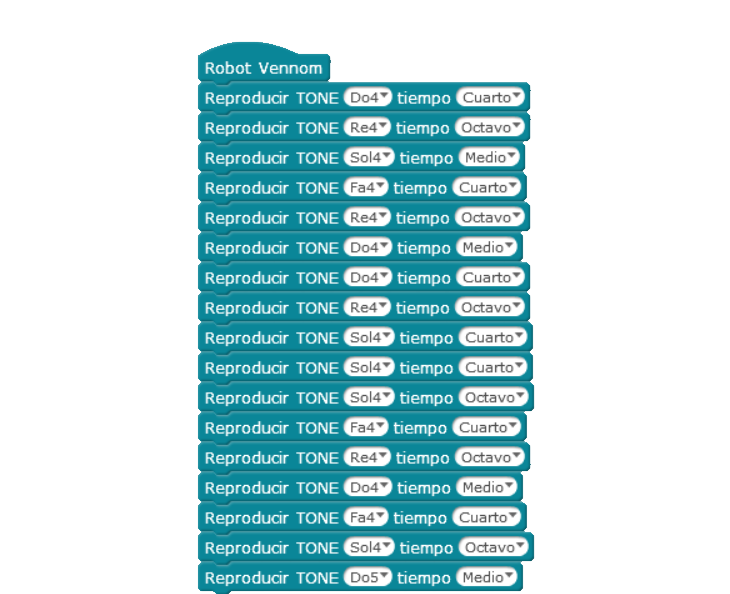 Robot Vennom
Reproducir TONE Do4 tiempo Cuarto
Reproducir TONE Re4 tiempo Octavo
Reproducir TONE Sol4 tiempo Medio
Reproducir TONE Fa4 tiempo Cuarto
Reproducir TONE Re4 tiempo Octavo
Reproducir TONE Do4 tiempo Medio
Reproducir TONE Do4 tiempo Cuarto
Reproducir TONE Re4 tiempo Octavo
Reproducir TONE Sol4 tiempo Cuarto
Reproducir TONE Sol4 tiempo Cuarto
Reproducir TONE Sol4 tiempo Octavo
Reproducir TONE Fa4 tiempo Cuarto
Reproducir TONE Re4 tiempo Octavo
Reproducir TONE Do4 tiempo Medio
Reproducir TONE Fa4 tiempo Cuarto
Reproducir TONE Sol4 tiempo Octavo
Reproducir TONE Do5 tiempo Medio